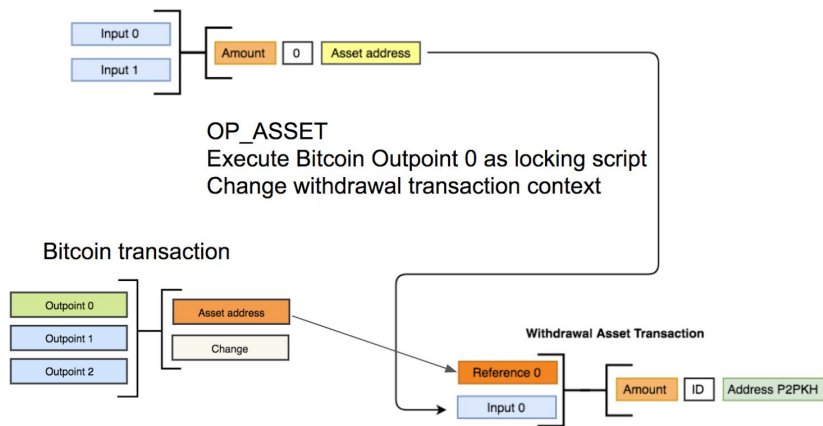 Input 0
Input 1
Amount 0 Asset address
OP_ASSET
Execute Bitcoin Outpoint 0 as locking script
Change withdrawal transaction context
Bitcoin transaction
Outpoint 0
Outpoint 1
Outpoint 2
Asset address
Change
Withdrawal Asset Transaction
Reference 0
Input 0
Amount ID Address P2PKH